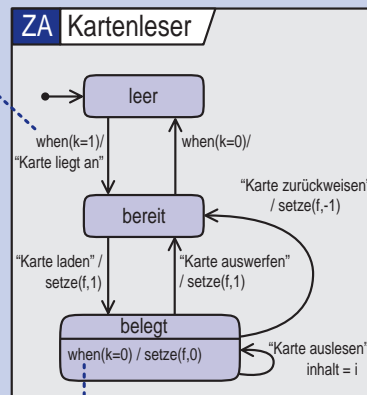 ZA Kartenleser
leer
when(k=1)/
"Karte liegt an"
when(k=0)/
"Karte zurückweisen"
/ setze(f,-1)
bereit
"Karte laden" /
setze(f,1)
"Karte auswerfen"
/ setze(f,1)
belegt
when(k=0) / setze(f,0)
"Karte auslesen"
inhalt = i